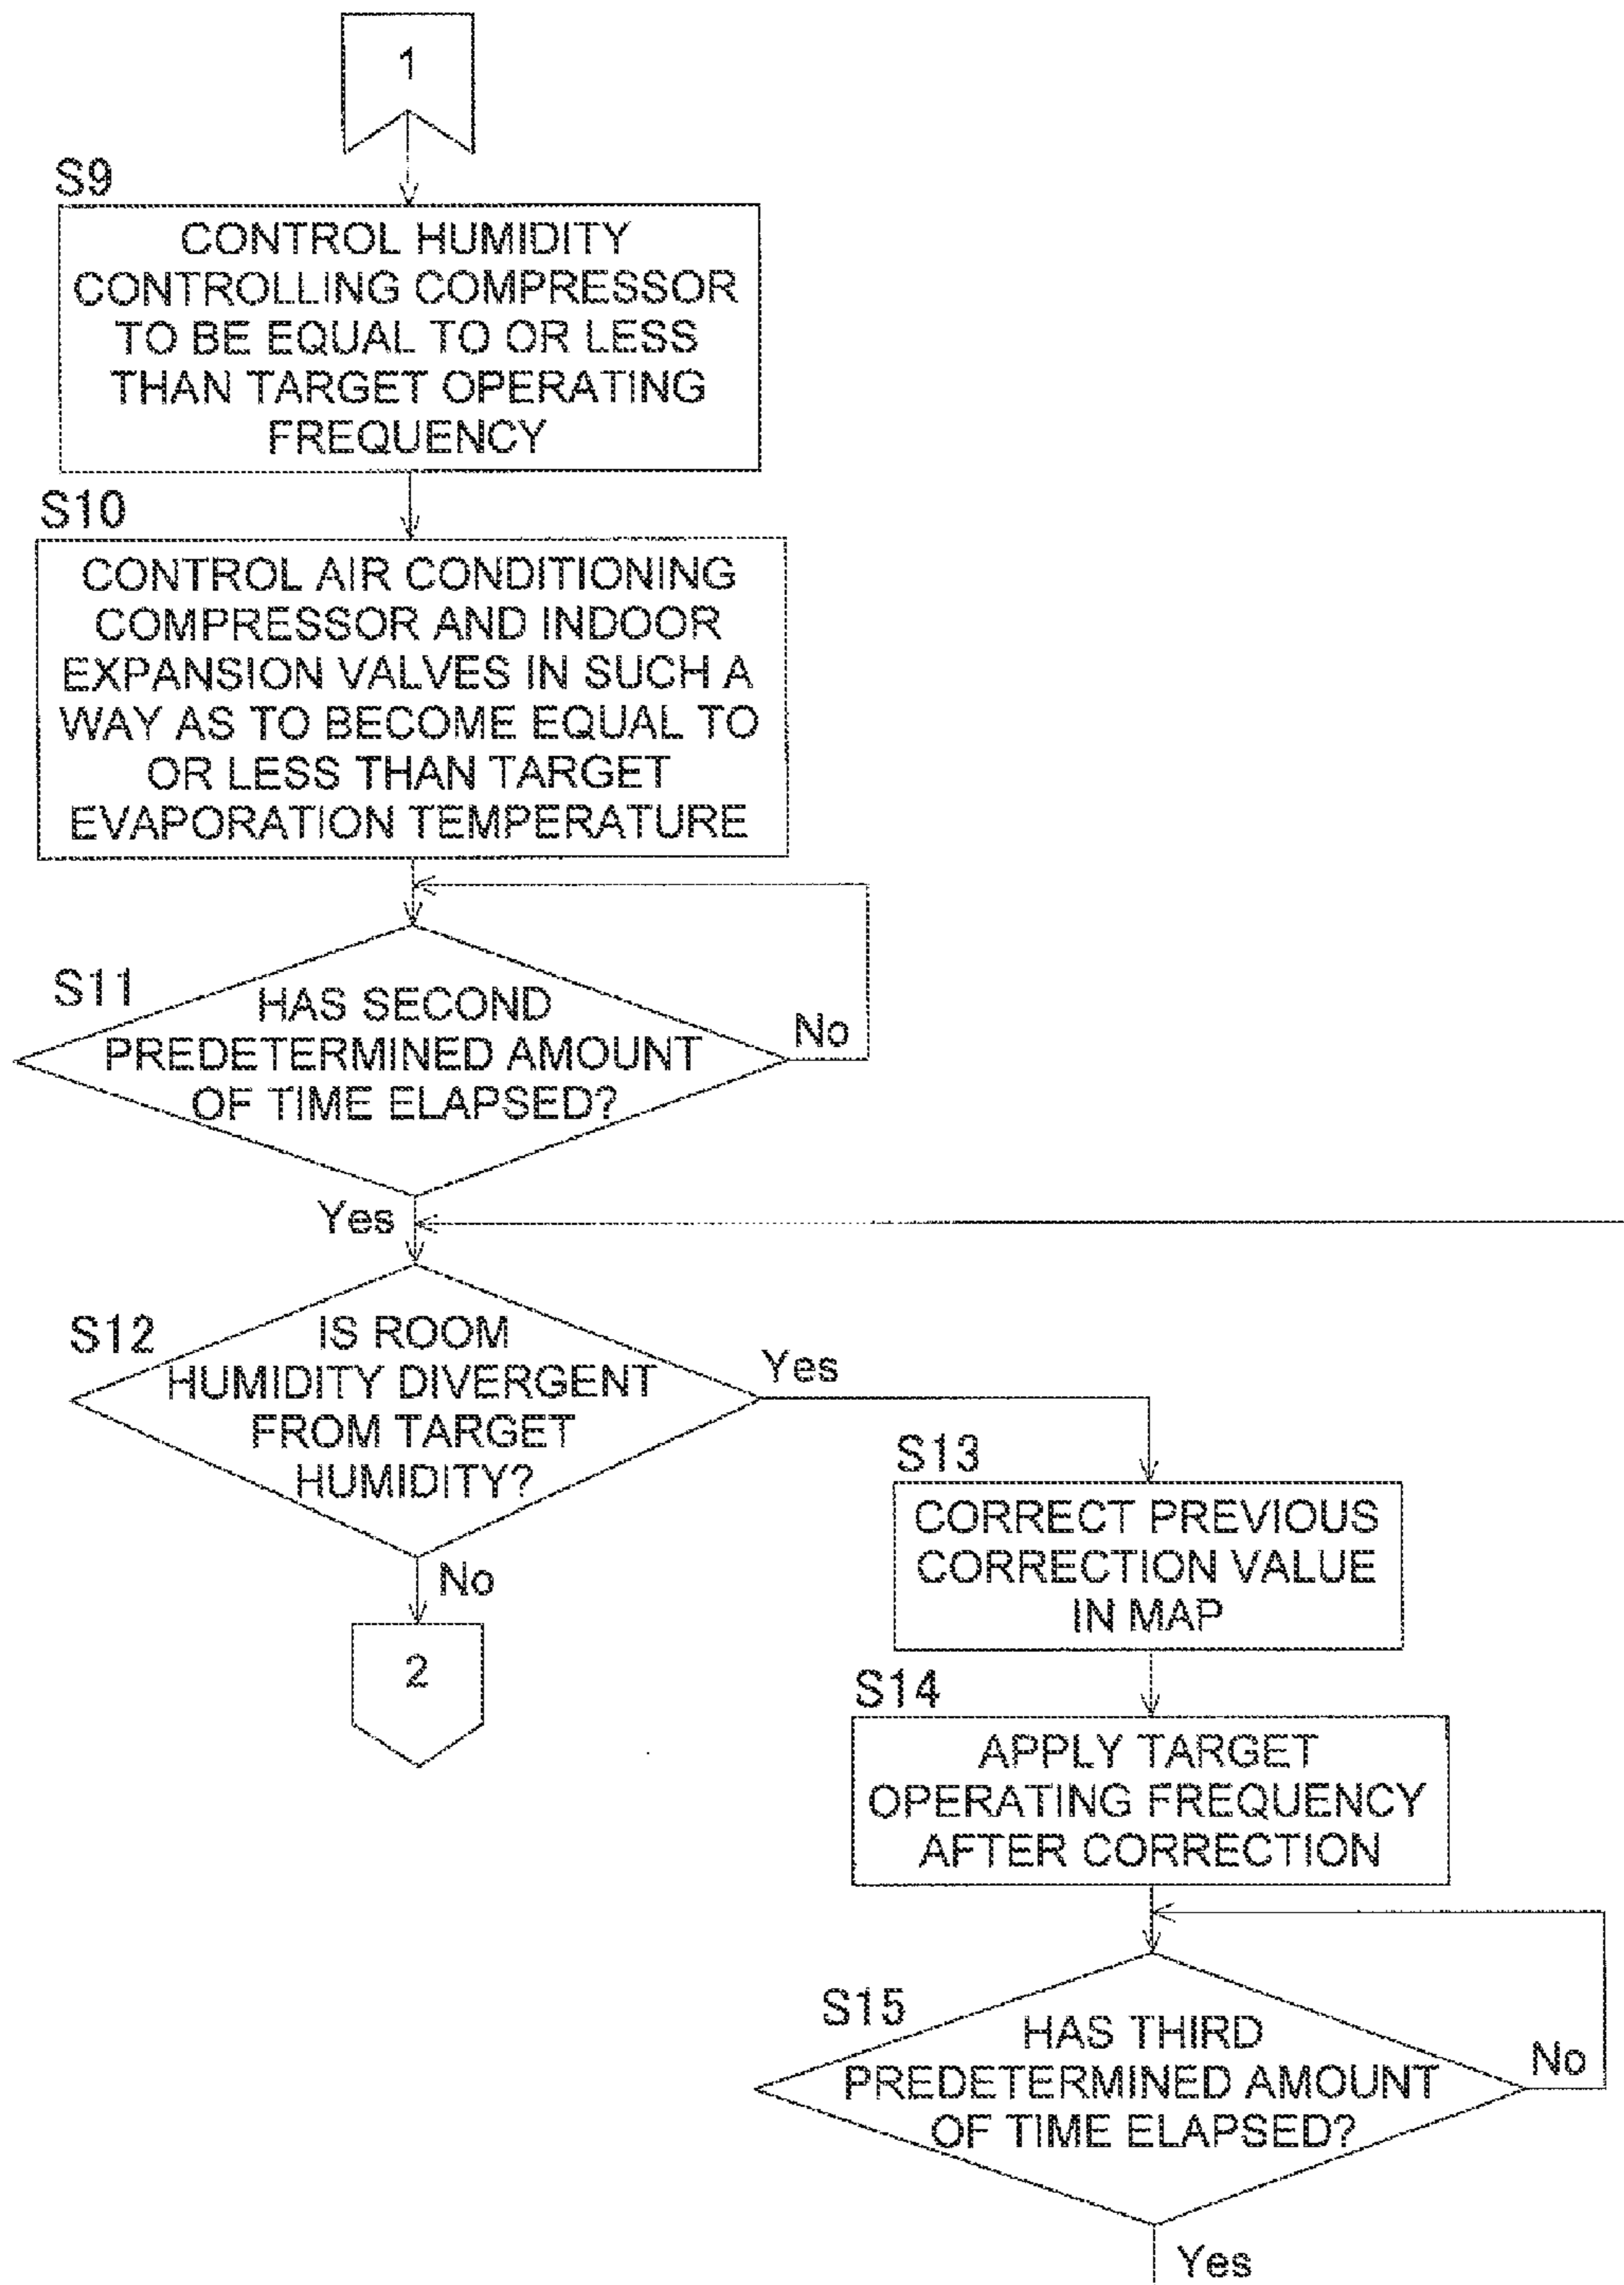 1
S9
CONTROL HUMIDITY
CONTROLLING COMPRESSOR
TO BE EQUAL TO OR LESS
THAN TARGET OPERATING
FREQUENCY
S10
CONTROL AIR CONDITIONING
COMPRESSOR AND INDOOR
EXPANSION VALVES IN SUCH A
WAY AS TO BECOME EQUAL TO
OR LESS THAN TARGET
EVAPORATION TEMPERATURE
S11
HAS SECOND
PREDETERMINED AMOUNT
OF TIME ELAPSED?
No
Yes
S12
IS ROOM
HUMIDITY DIVERGENT
FROM TARGET
HUMIDITY?
Yes
No
2
S13
CORRECT PREVIOUS
CORRECTION VALUE
IN MAP
S14
APPLY TARGET
OPERATING FREQUENCY
AFTER CORRECTION
S15
HAS THIRD
PREDETERMINED AMOUNT
OF TIME ELAPSED?
No
Yes